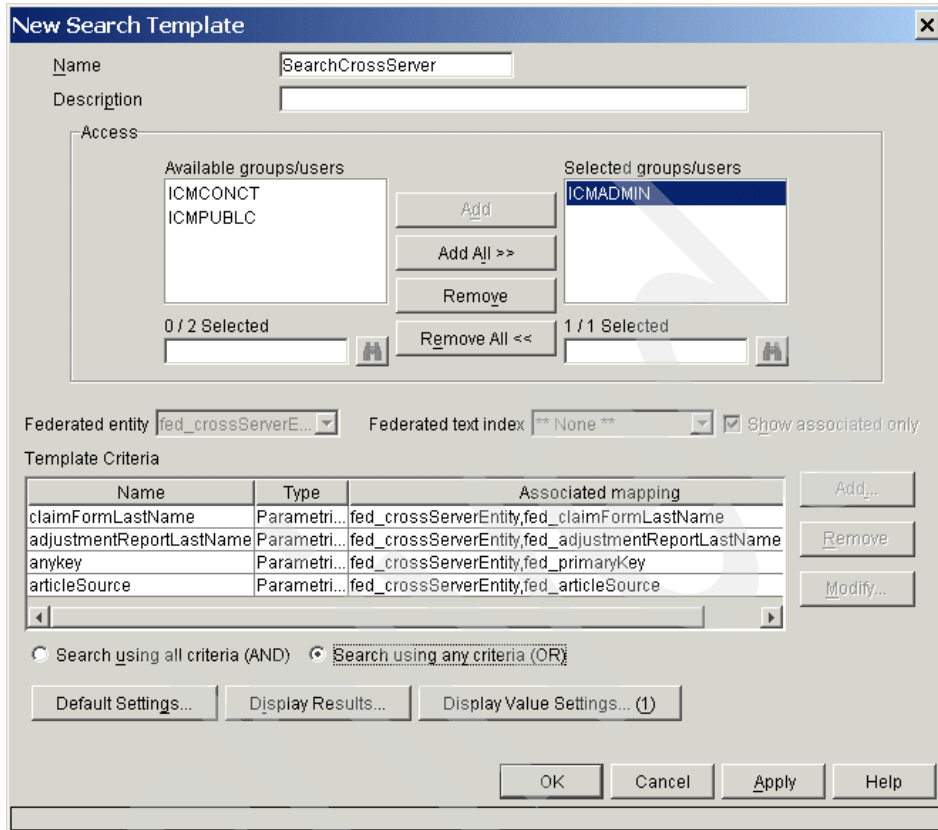 New Search Template
Name SearchCrossServer
Description
Access
Available groups/users Selected groups/users
ICMCONCT ICMADMIN
ICMPUBLC
Add
Add All >>
Remove
Remove All <<
0 / 2 Selected 1 / 1 Selected
Federated entity fed_crossServerE... Federated text index ** None ** Show associated only
Template Criteria
Name Type Associated mapping
claimFormLastName Parametri... fed_crossServerEntity,fed_claimFormLastName
adjustmentReportLastName Parametri... fed_crossServerEntity,fed_adjustmentReportLastName
anykey Parametri... fed_crossServerEntity,fed_primaryKey
articleSource Parametri... fed_crossServerEntity,fed_articleSource
Add...
Remove
Modify...
Search using all criteria (AND) Search using any criteria (OR)
Default Settings... Display Results... Display Value Settings... (1)
OK Cancel Apply Help